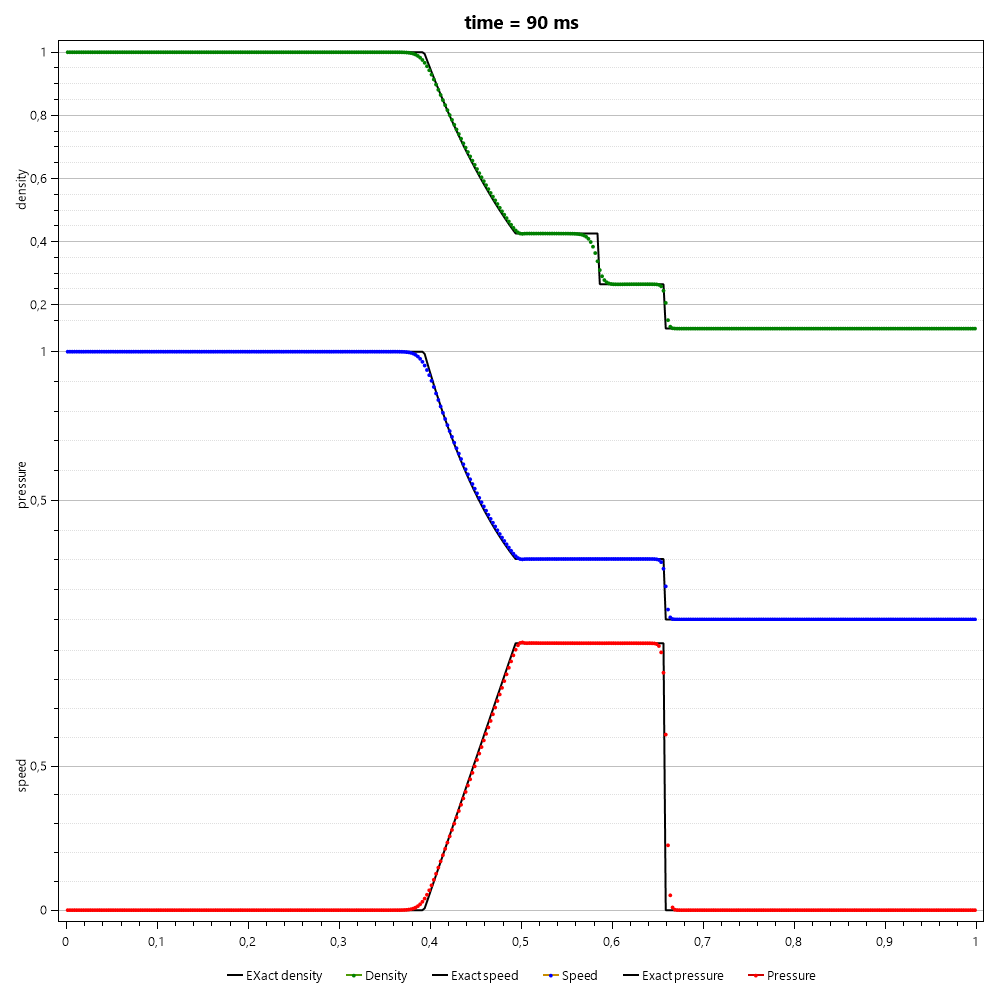 time = 90 ms
1
0,8
0,6
0,4
0,2
density
1
0,5
pressure
0,5
0
speed
0 0,1 0,2 0,3 0,4 0,5 0,6 0,7 0,8 0,9 1
EXact density Density Exact speed Speed Exact pressure Pressure